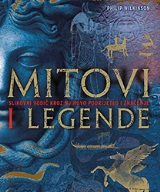 PHILIP WILKINSON
MITOVI
SLIKOVNI VODIČ KROZ NJIHOVO PODRIJETLO I ZNAČENJE
I LEGENDE